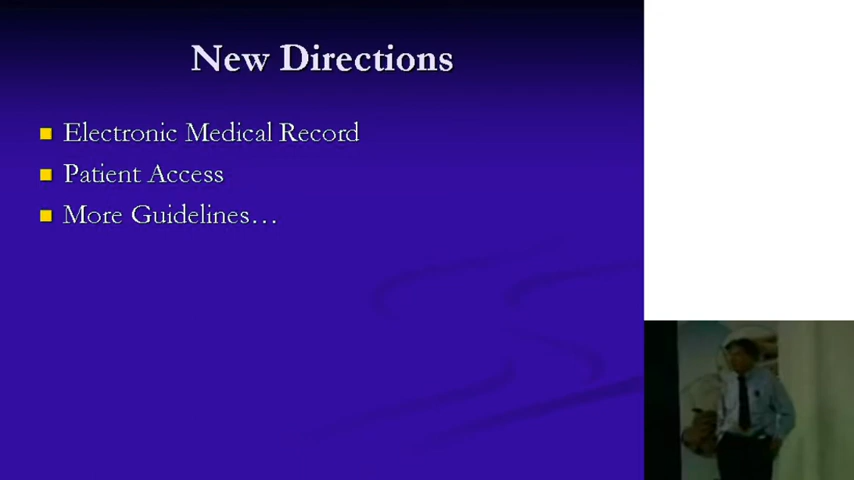 New Directions
Electronic Medical Record
Patient Access
More Guidelines…